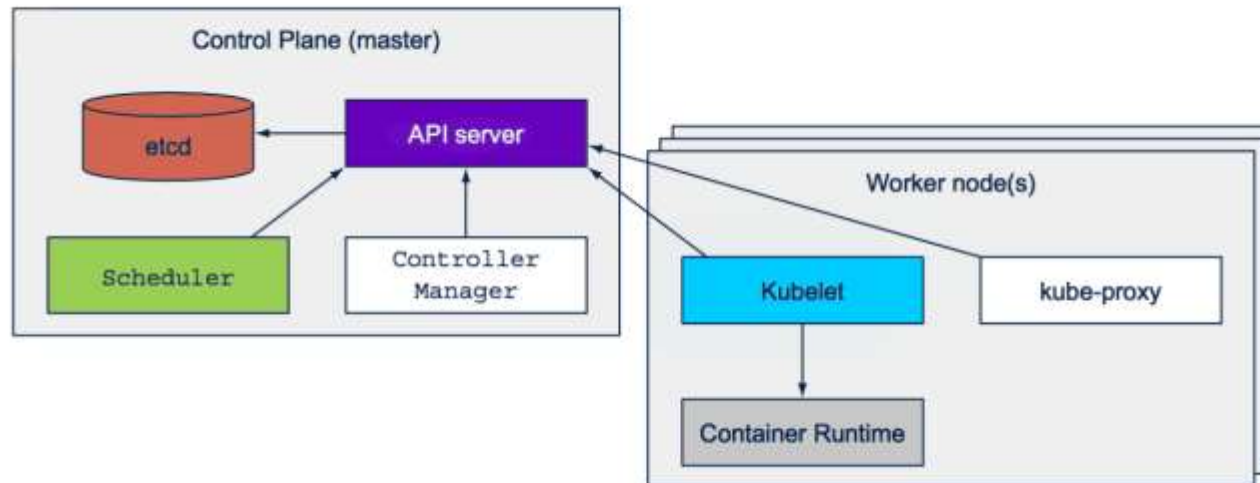 Control Plane (master)
etcd
API server
Scheduler
Controller
Manager
Worker node(s)
Kubelet
kube-proxy
Container Runtime